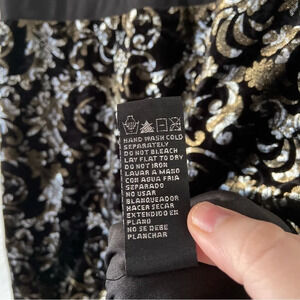 HAND WASH COLD
SEPARATELY
DO NOT BLEACH
LAY FLAT TO DRY
DO NOT IRON
LAVAR A MANO
CON AGUA FRIA
SEPARADO
NO USAR
BLANQUEADOR
HACER SECAR
EXTENDIDO EN
PLANO
NO SE DEBE
PLANCHAR